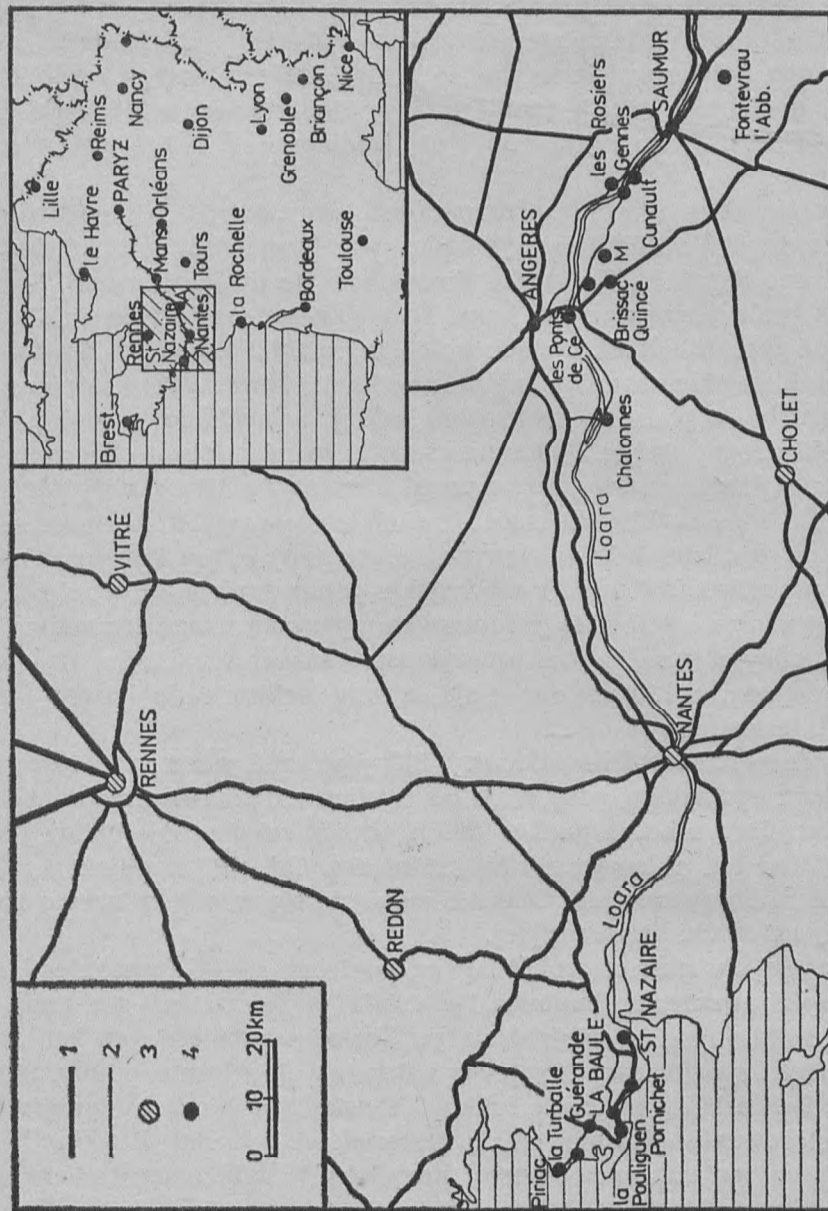 1
2
3
4
0 10 20km
Lille
le Havre
Reims
Nancy
PARYZ
Brest
Rennes
Mans
Orléans
St
Nazaire
A
Nantes
Tours
Dijon
la Rochelle
Lyon
Grenoble
Briançon
Bordeaux
Toulouse
Nice
RENNES
VITRÉ
REDON
ANGERES
les Rosiers
Gennes
SAUMUR
Cunault
Fontevrau
l'Abb.
les Ponts
de Ce
M
Brissac
Quincé
Chalonnes
Loara
CHOLET
NANTES
Loara
Piriac
la Turballe
Guérande
LA BAULE
ST NAZAIRE
la
Pouliguen
Pornichet